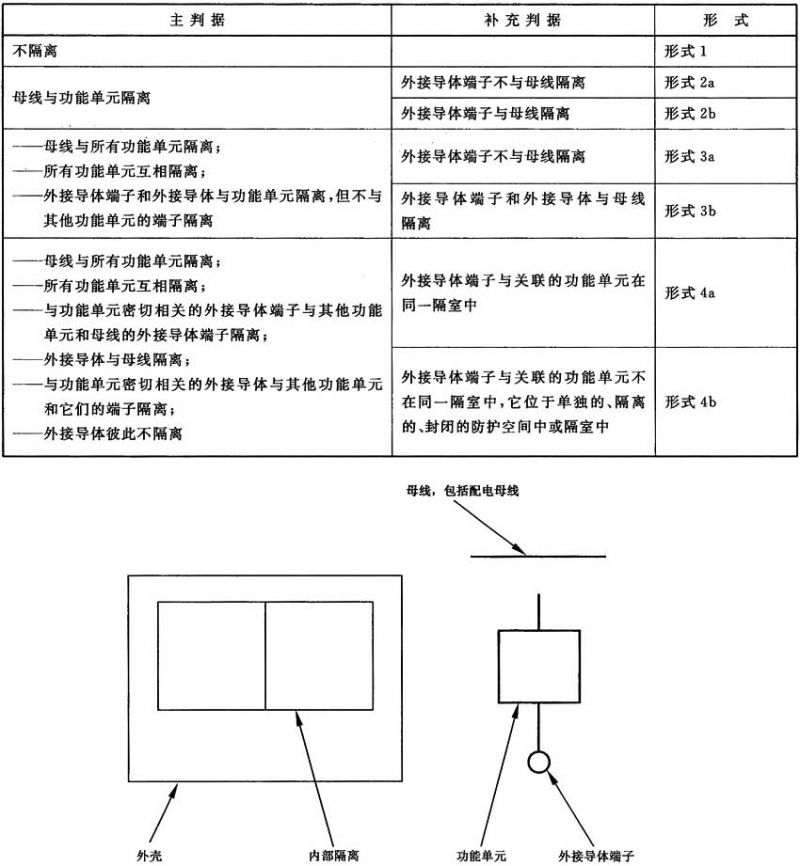 主判据 补充判据 形式
不隔离 形式1
母线与功能单元隔离
外接导体端子不与母线隔离 形式2a
外接导体端子与母线隔离 形式2b
——母线与所有功能单元隔离；
——所有功能单元互相隔离；
——外接导体端子和外接导体与功能单元隔离，但不与
其他功能单元的端子隔离
外接导体端子不与母线隔离 形式3a
外接导体端子和外接导体与母线
隔离
形式3b
——母线与所有功能单元隔离；
——所有功能单元互相隔离；
——与功能单元密切相关的外接导体端子与其他功能
单元和母线的外接导体端子隔离；
——外接导体与母线隔离；
——与功能单元密切相关的外接导体与其他功能单元
和它们的端子隔离；
——外接导体彼此不隔离
外接导体端子与关联的功能单元在
同一隔室中
形式4a
外接导体端子与关联的功能单元不
在同一隔室中，它位于单独的、隔离
的、封闭的防护空间中或隔室中
形式4b
母线，包括配电母线
外壳 内部隔离 功能单元 外接导体端子